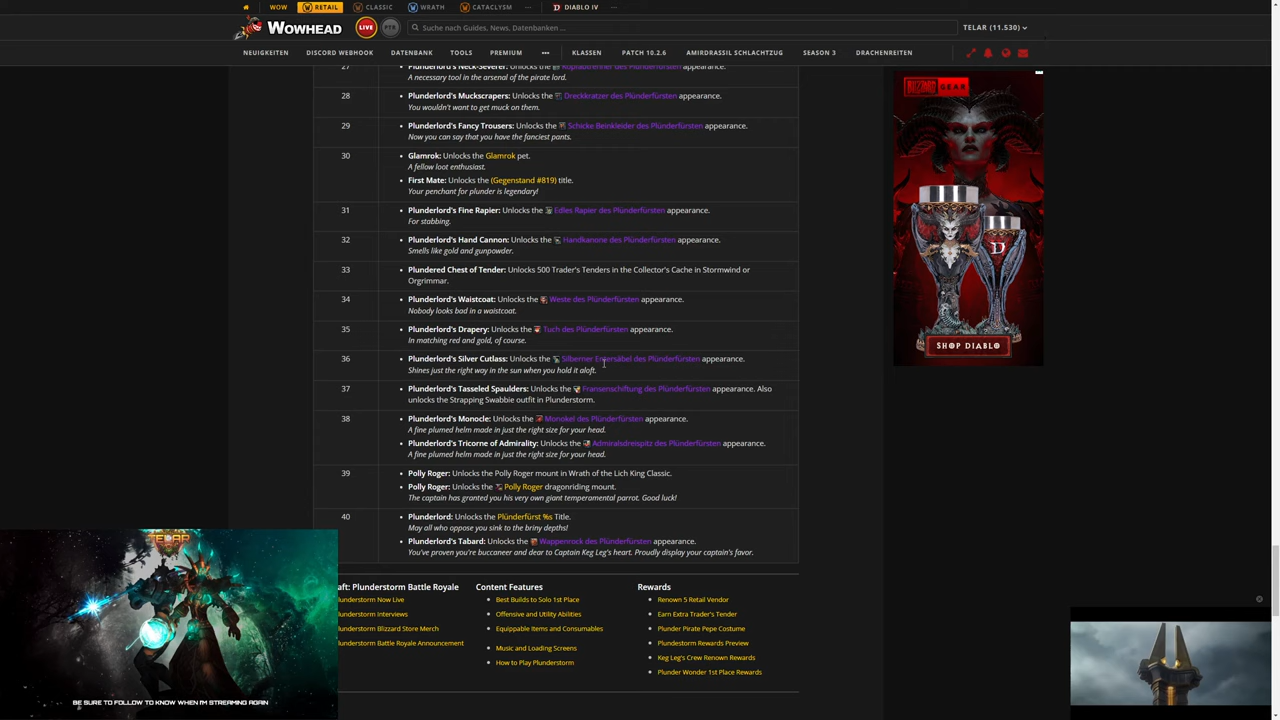 WOW
RETAIL
CLASSIC
WRATH
CATACLYSM
DIABLO IV
WOWHEAD
LIVE
PTR
Suche nach Guides, News, Datenbanken ...
TELAR (11.530)
NEUIGKEITEN
DISCORD WEBHOOK
DATENBANK
TOOLS
PREMIUM
KLASSEN
PATCH 10.2.6
AMIRDRASSIL SCHLACHTZUG
SEASON 3
DRACHENREITEN
27
Plunderlord's Neck-Severer: Unlocks the Kopfabtrenner des Plünderfürsten appearance.
A necessary tool in the arsenal of the pirate lord.
28
Plunderlord's Muckscrapers: Unlocks the Dreckkratzer des Plünderfürsten appearance.
You wouldn't want to get muck on them.
29
Plunderlord's Fancy Trousers: Unlocks the Schicke Beinkleider des Plünderfürsten appearance.
Now you can say that you have the fanciest pants.
30
Glamrok: Unlocks the Glamrok pet.
A fellow loot enthusiast.
First Mate: Unlocks the (Gegenstand #819) title.
Your penchant for plunder is legendary!
31
Plunderlord's Fine Rapier: Unlocks the Edles Rapier des Plünderfürsten appearance.
For stabbing.
32
Plunderlord's Hand Cannon: Unlocks the Handkanone des Plünderfürsten appearance.
Smells like gold and gunpowder.
33
Plundered Chest of Tender: Unlocks 500 Trader's Tenders in the Collector's Cache in Stormwind or
Orgrimmar.
34
Plunderlord's Waistcoat: Unlocks the Weste des Plünderfürsten appearance.
Nobody looks bad in a waistcoat.
35
Plunderlord's Drapery: Unlocks the Tuch des Plünderfürsten appearance.
In matching red and gold, of course.
36
Plunderlord's Silver Cutlass: Unlocks the Silberner Entersäbel des Plünderfürsten appearance.
Shines just the right way in the sun when you hold it aloft.
37
Plunderlord's Tasseled Spaulders: Unlocks the Fransenschiftung des Plünderfürsten appearance. Also
unlocks the Strapping Swabbie outfit in Plunderstorm.
38
Plunderlord's Monocle: Unlocks the Monokel des Plünderfürsten appearance.
A fine plumed helm made in just the right size for your head.
Plunderlord's Tricorne of Admirality: Unlocks the Admiralsdreispitz des Plünderfürsten appearance.
A fine plumed helm made in just the right size for your head.
39
Polly Roger: Unlocks the Polly Roger mount in Wrath of the Lich King Classic.
Polly Roger: Unlocks the Polly Roger dragonriding mount.
The captain has granted you his very own giant temperamental parrot. Good luck!
40
Plunderlord: Unlocks the Plünderfürst %s Title.
May all who oppose you sink to the briny depths!
Plunderlord's Tabard: Unlocks the Wappenrock des Plünderfürsten appearance.
You've proven you're buccaneer and dear to Captain Keg Leg's heart. Proudly display your captain's favor.
raft: Plunderstorm Battle Royale
lunderstorm Now Live
lunderstorm Interviews
lunderstorm Blizzard Store Merch
lunderstorm Battle Royale Announcement
Content Features
Best Builds to Solo 1st Place
Offensive and Utility Abilities
Equippable Items and Consumables
Music and Loading Screens
How to Play Plunderstorm
Rewards
Renown 5 Retail Vendor
Earn Extra Trader's Tender
Plunder Pirate Pepe Costume
Plundestorm Rewards Preview
Keg Leg's Crew Renown Rewards
Plunder Wonder 1st Place Rewards
BLIZZARD GEAR
SHOP DIABLO
TELAR
BE SURE TO FOLLOW TO KNOW WHEN I'M STREAMING AGAIN